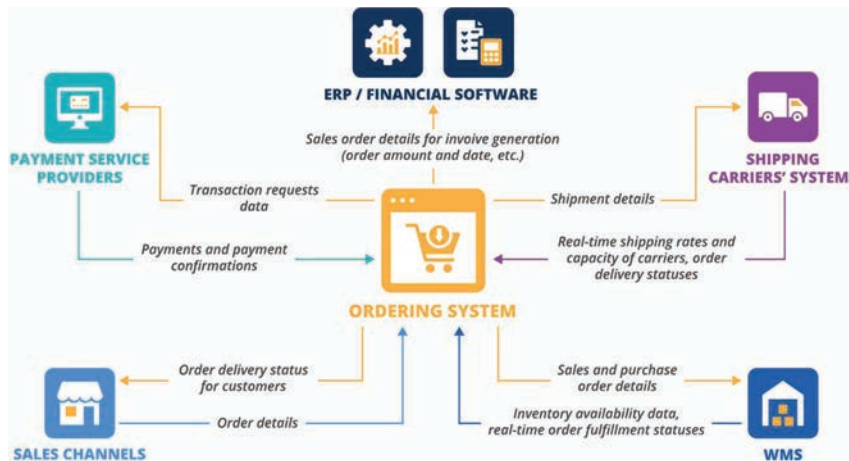 ERP / FINANCIAL SOFTWARE
Sales order details for invoive generation
(order amount and date, etc.)
PAYMENT SERVICE
PROVIDERS
SHIPPING
CARRIERS' SYSTEM
Transaction requests
data
Shipment details
Payments and payment
confirmations
Real-time shipping rates and
capacity of carriers, order
delivery statuses
ORDERING SYSTEM
Order delivery status
for customers
Sales and purchase
order details
Order details
Inventory availability data,
real-time order fulfillment statuses
SALES CHANNELS
WMS